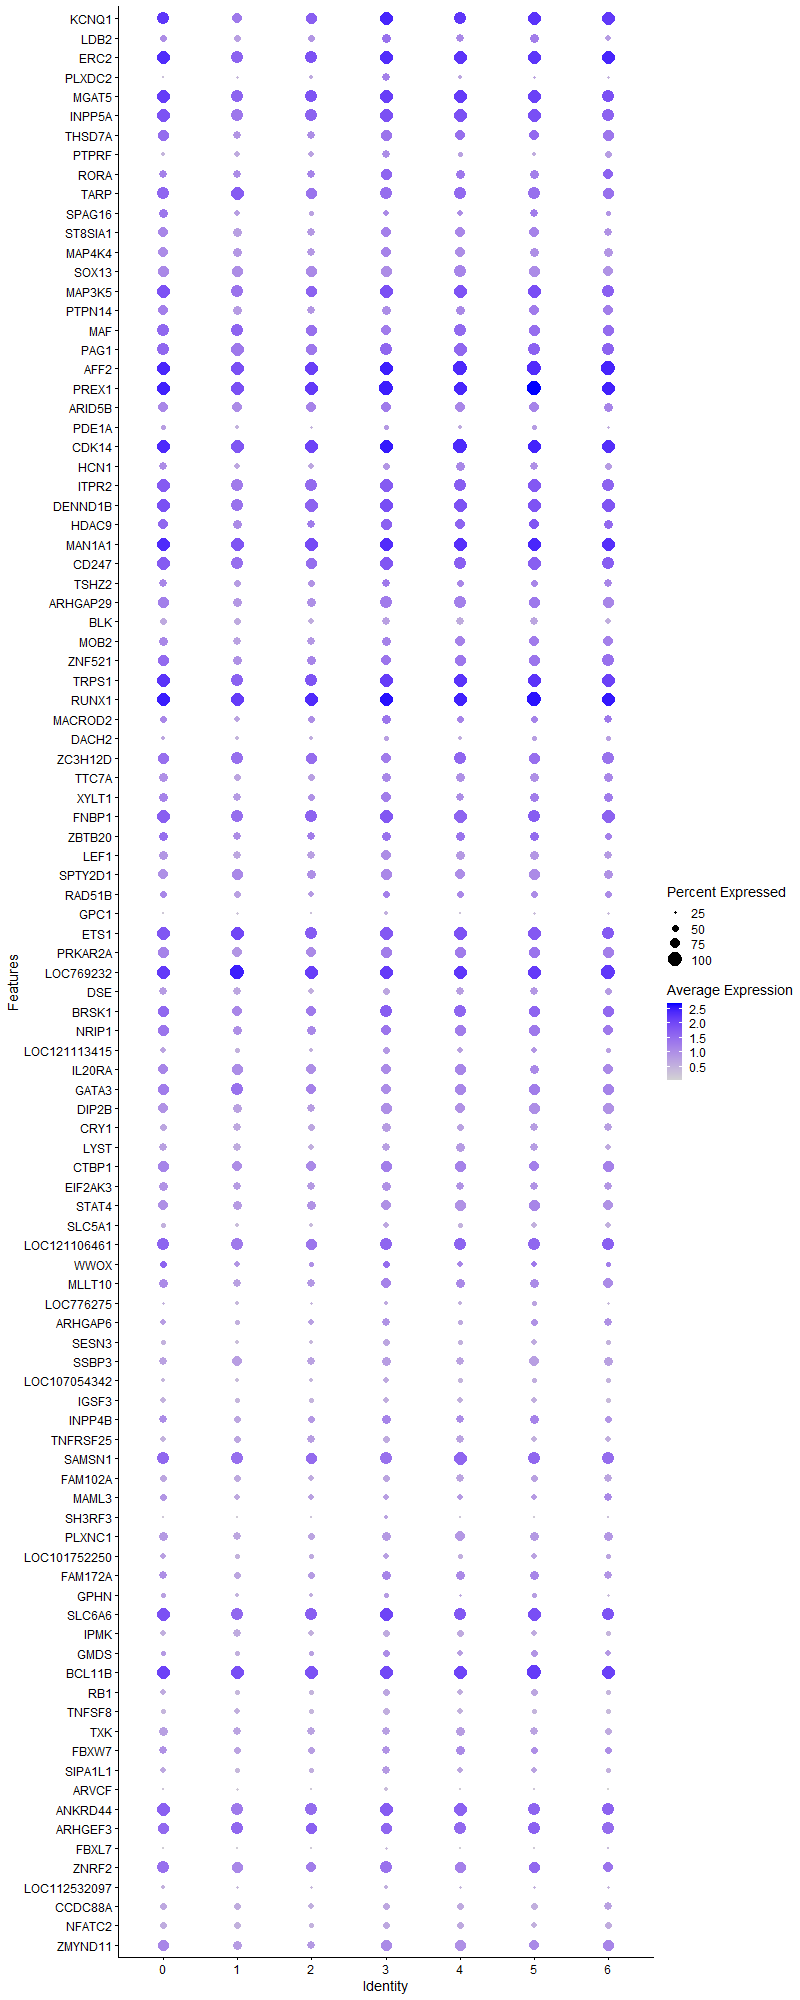 KCNQ1
LDB2
ERC2
PLXDC2
MGAT5
INPP5A
THSD7A
PTPRF
RORA
TARP
SPAG16
ST8SIA1
MAP4K4
SOX13
MAP3K5
PTPN14
MAF
PAG1
AFF2
PREX1
ARID5B
PDE1A
CDK14
HCN1
ITPR2
DENND1B
HDAC9
MAN1A1
CD247
TSHZ2
ARHGAP29
BLK
MOB2
ZNF521
TRPS1
RUNX1
MACROD2
DACH2
ZC3H12D
TTC7A
XYLT1
FNBP1
ZBTB20
LEF1
SPTY2D1
RAD51B
GPC1
ETS1
PRKAR2A
LOC769232
DSE
BRSK1
NRIP1
LOC121113415
IL20RA
GATA3
DIP2B
CRY1
LYST
CTBP1
EIF2AK3
STAT4
SLC5A1
LOC121106461
WWOX
MLLT10
LOC776275
ARHGAP6
SESN3
SSBP3
LOC107054342
IGSF3
INPP4B
TNFRSF25
SAMSN1
FAM102A
MAML3
SH3RF3
PLXNC1
LOC101752250
FAM172A
GPHN
SLC6A6
IPMK
GMDS
BCL11B
RB1
TNFSF8
TXK
FBXW7
SIPA1L1
ARVCF
ANKRD44
ARHGEF3
FBXL7
ZNRF2
LOC112532097
CCDC88A
NFATC2
ZMYND11
Features
0 1 2 3 4 5 6
Identity
Percent Expressed
25
50
75
100
Average Expression
2.5
2.0
1.5
1.0
0.5